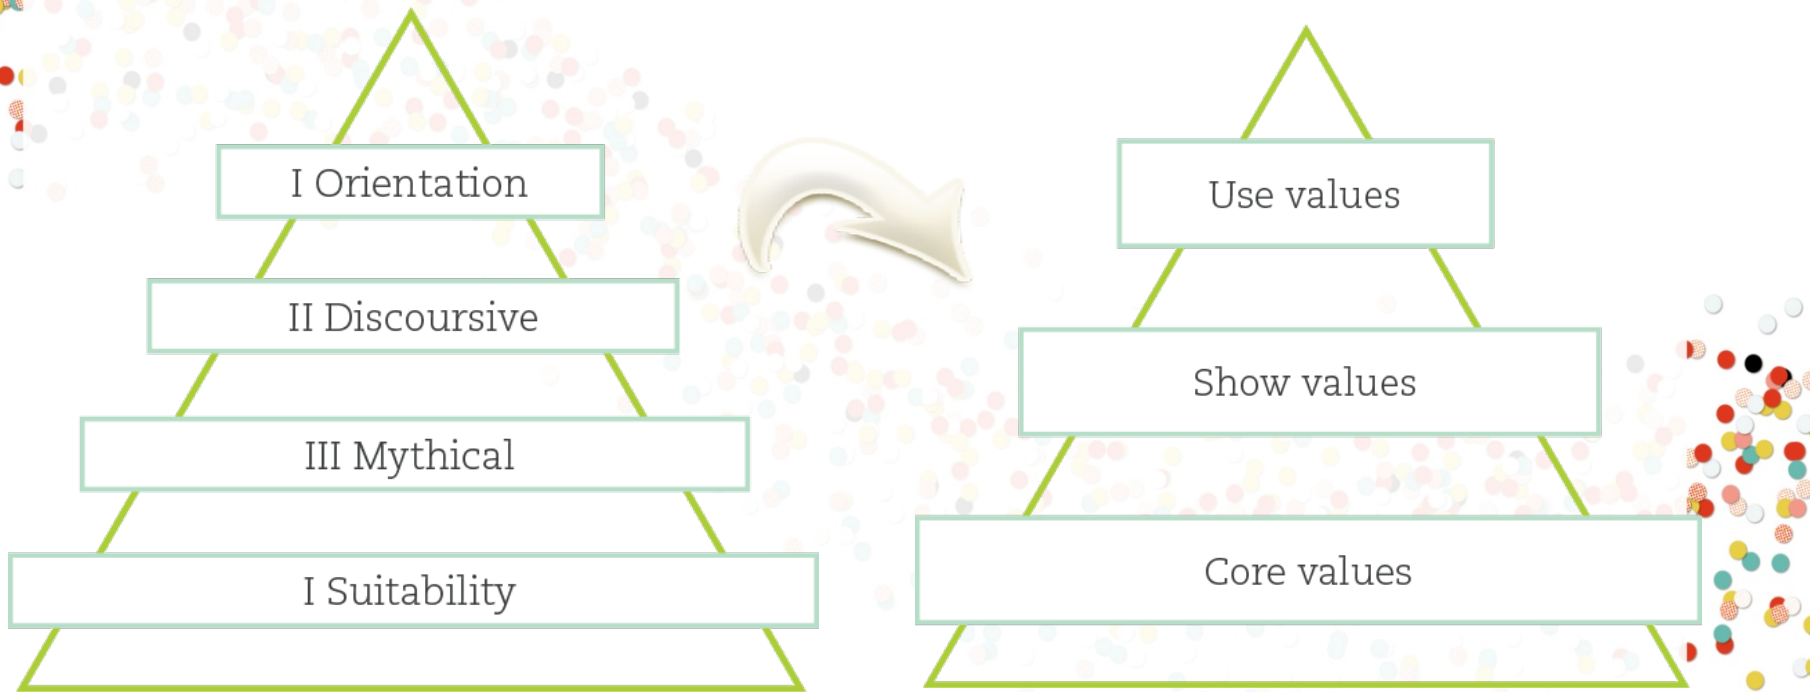 I Orientation
II Discoursive
III Mythical
I Suitability
Use values
Show values
Core values